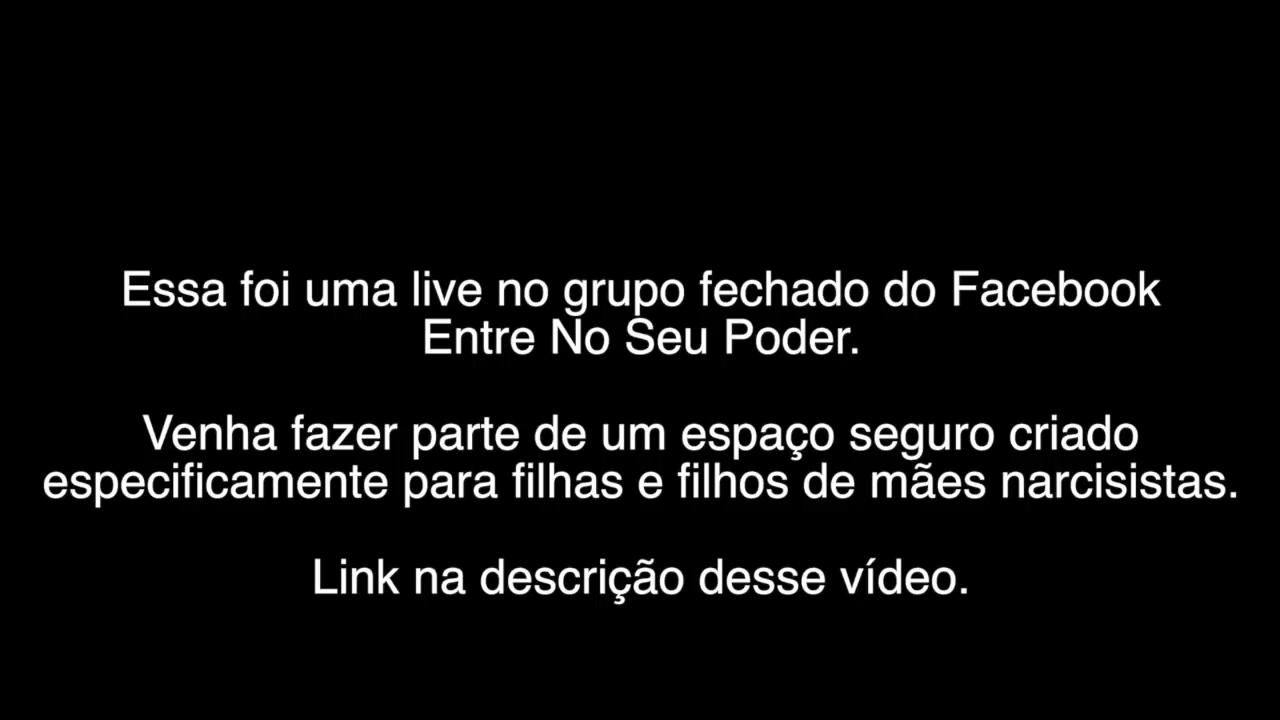 Essa foi uma live no grupo fechado do Facebook
Entre No Seu Poder.
Venha fazer parte de um espaço seguro criado
especificamente para filhas e filhos de mães narcisistas.
Link na descrição desse vídeo.